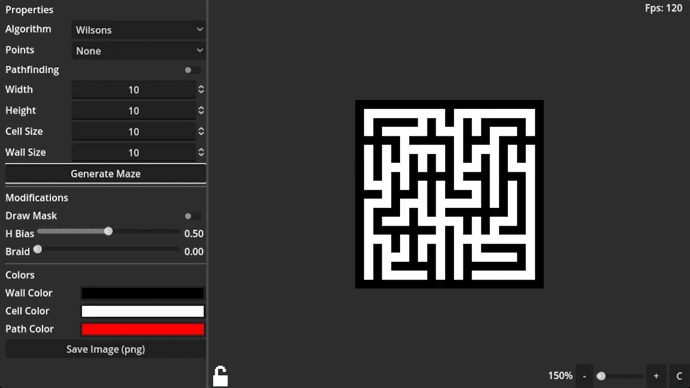 Properties
Fps: 120
Algorithm Wilsons
Points None
Pathfinding
Width 10
Height 10
Cell Size 10
Wall Size 10
Generate Maze
Modifications
Draw Mask
H Bias 0.50
Braid 0.00
Colors
Wall Color
Cell Color
Path Color
Save Image (png)
150% - + C